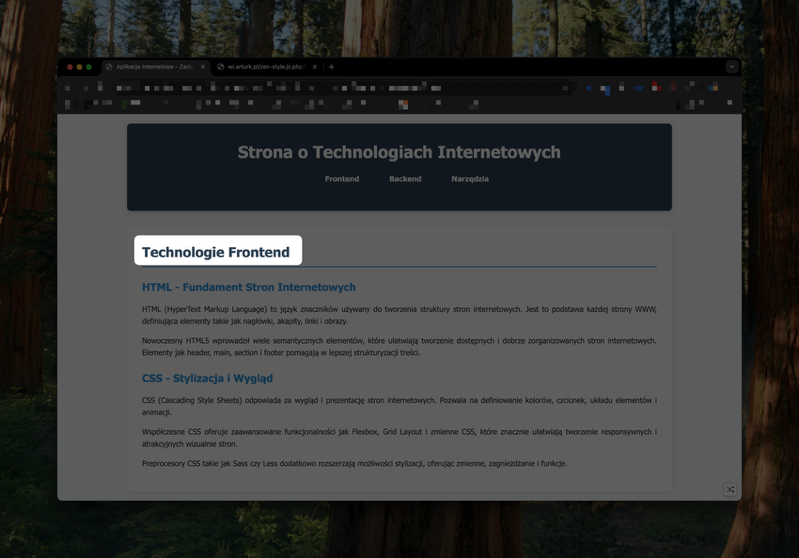 Aplikacje Internetowe - Zada
wi.arturk.pl/zen-style.js.php/
Strona o Technologiach Internetowych
Frontend Backend Narzędzia
Technologie Frontend
HTML - Fundament Stron Internetowych
HTML (HyperText Markup Language) to język znaczników używany do tworzenia struktury stron internetowych. Jest to podstawa każdej strony WWW,
definiująca elementy takie jak nagłówki, akapity, linki i obrazy.
Nowoczesny HTML5 wprowadził wiele semantycznych elementów, które ułatwiają tworzenie dostępnych i dobrze zorganizowanych stron internetowych.
Elementy jak header, main, section i footer pomagają w lepszej strukturyzacji treści.
CSS - Stylizacja i Wygląd
CSS (Cascading Style Sheets) odpowiada za wygląd i prezentację stron internetowych. Pozwala na definiowanie kolorów, czcionek, układu elementów i
animacji.
Współczesne CSS oferuje zaawansowane funkcjonalności jak Flexbox, Grid Layout i zmienne CSS, które znacznie ułatwiają tworzenie responsywnych i
atrakcyjnych wizualnie stron.
Preprocesory CSS takie jak Sass czy Less dodatkowo rozszerzają możliwości stylizacji, oferując zmienne, zagnieżdżanie i funkcje.